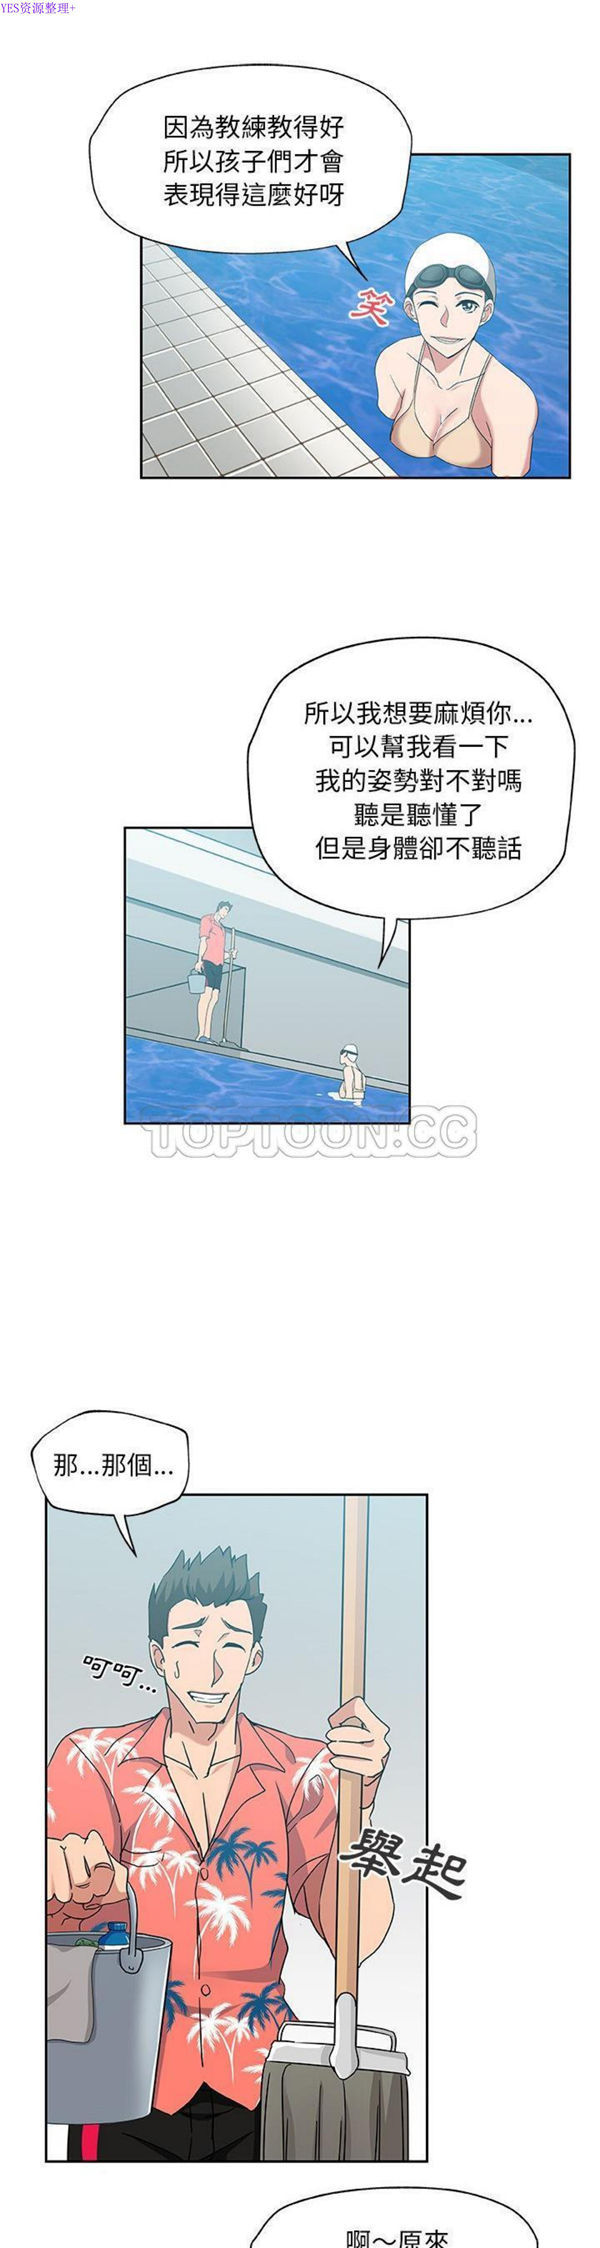 YES资源整理+
因為教練教得好
所以孩子們才會
表現得這麼好呀
笑
所以我想要麻煩你...
可以幫我看一下
我的姿勢對不對嗎
聽是聽懂了
但是身體卻不聽話
TOPTOON.CC
那...那個...
呵呵...
舉起
啊～原來